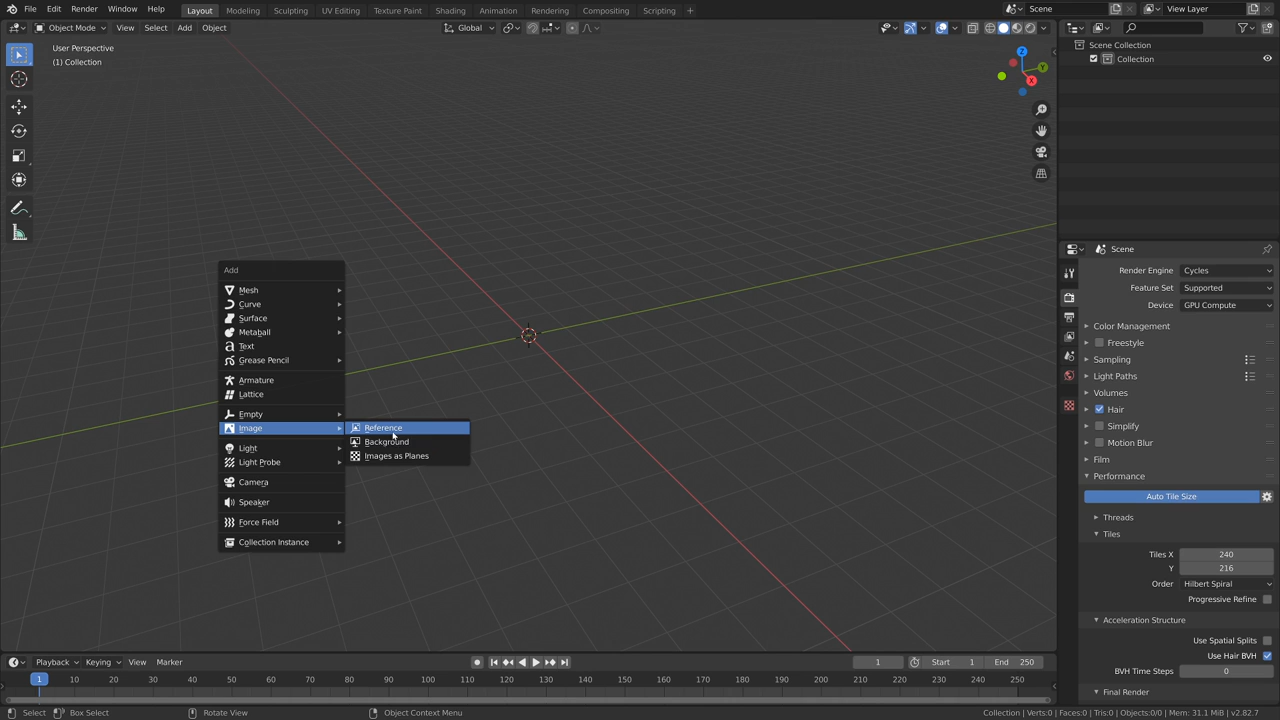 File Edit Render Window Help Layout Modeling Sculpting UV Editing Texture Paint Shading Animation Rendering Compositing Scripting + Scene View Layer
Object Mode View Select Add Object Global
User Perspective
(1) Collection
Z
Y
X
Add
Mesh
Curve
Surface
Metaball
Text
Grease Pencil
Armature
Lattice
Empty
Image
Light
Light Probe
Camera
Speaker
Force Field
Collection Instance
Reference
Background
Images as Planes
Scene Collection
Collection
Scene
Render Engine Cycles
Feature Set Supported
Device GPU Compute
Color Management
Freestyle
Sampling
Light Paths
Volumes
Hair
Simplify
Motion Blur
Film
Performance
Auto Tile Size
Threads
Tiles
Tiles X 240
Y 216
Order Hilbert Spiral
Progressive Refine
Acceleration Structure
Use Spatial Splits
Use Hair BVH
BVH Time Steps 0
Final Render
Playback Keying View Marker 1 Start 1 End 250
1 10 20 30 40 50 60 70 80 90 100 110 120 130 140 150 160 170 180 190 200 210 220 230 240 250
Select Box Select Rotate View Object Context Menu Collection | Verts:0 | Faces:0 | Tris:0 | Objects:0/0 | Mem: 31.1 MiB | v2.82.7